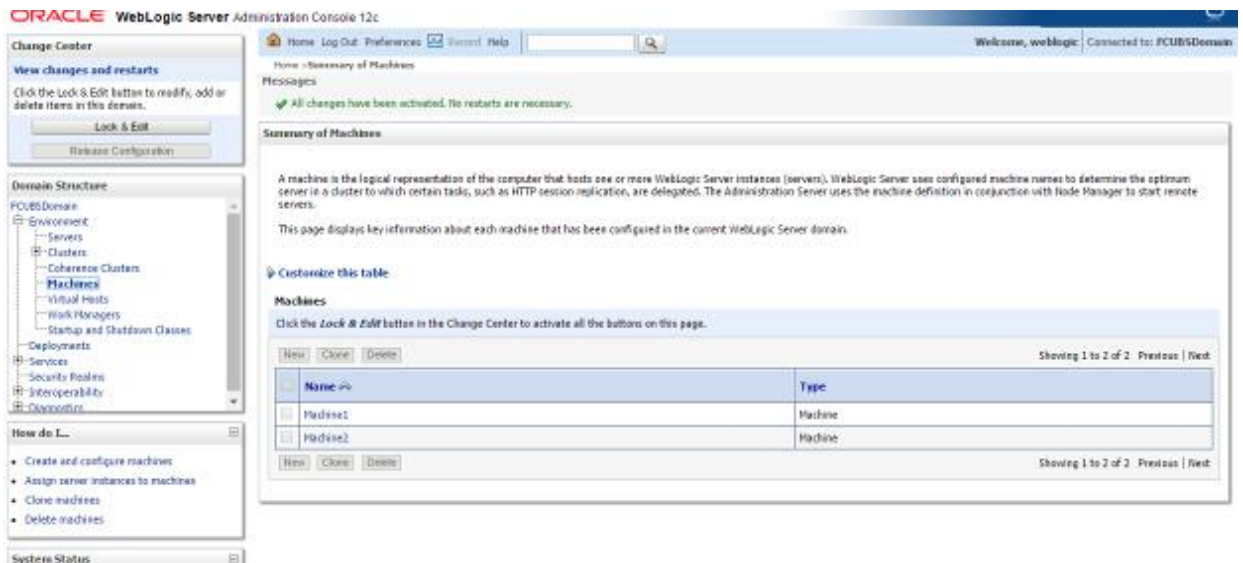 ORACLE WebLogic Server Administration Console 12c
Change Center
View changes and restarts
Click the Lock & Edit button to modify, add or
delete items in this domain.
Lock & Edit
Release Configuration
Domain Structure
FCUBSDomain
Environment
Servers
Clusters
Coherence Clusters
Machines
Virtual Hosts
Work Managers
Startup and Shutdown Classes
Deployments
Services
Security Realms
Interoperability
Diagnostics
How do I...
Create and configure machines
Assign server instances to machines
Clone machines
Delete machines
System Status
Home Log Out Preferences Record Help
Welcome, weblogic Connected to: FCUBSDomain
Home >Summary of Machines
Messages
All changes have been activated. No restarts are necessary.
Summary of Machines
A machine is the logical representation of the computer that hosts one or more WebLogic Server instances (servers). WebLogic Server uses configured machine names to determine the optimum
server in a cluster to which certain tasks, such as HTTP session replication, are delegated. The Administration Server uses the machine definition in conjunction with Node Manager to start remote
servers.
This page displays key information about each machine that has been configured in the current WebLogic Server domain.
Customize this table
Machines
Click the Lock & Edit button in the Change Center to activate all the buttons on this page.
New Clone Delete
Showing 1 to 2 of 2 Previous | Next
Name Type
Machine1 Machine
Machine2 Machine
New Clone Delete
Showing 1 to 2 of 2 Previous | Next